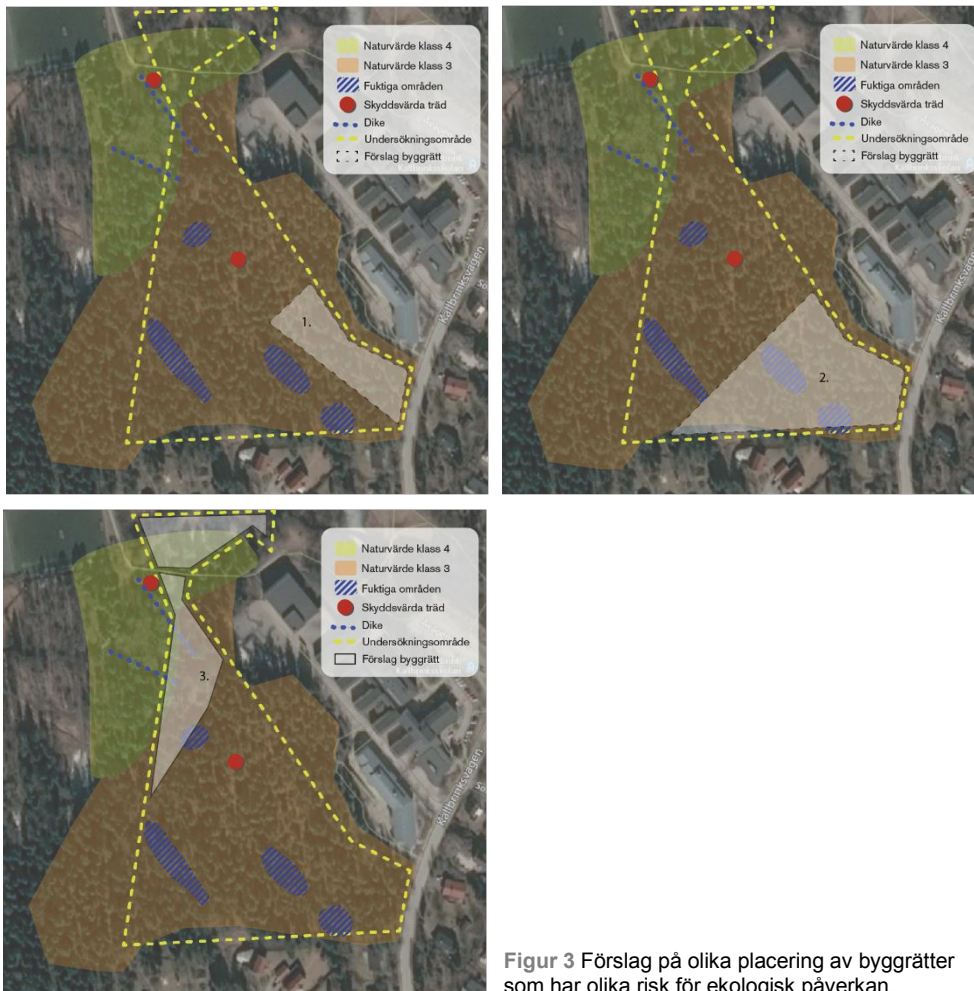 Naturvärde klass 4
Naturvärde klass 3
Fuktiga områden
Skyddsvärda träd
Dike
Undersökningsområde
Förslag byggrätt
Källbrinksvägen
1.
Naturvärde klass 4
Naturvärde klass 3
Fuktiga områden
Skyddsvärda träd
Dike
Undersökningsområde
Förslag byggrätt
Källbrinksvägen
2.
Naturvärde klass 4
Naturvärde klass 3
Fuktiga områden
Skyddsvärda träd
Dike
Undersökningsområde
Förslag byggrätt
3.
Källbrinksvägen
Figur 3 Förslag på olika placering av byggrätter
som har olika risk för ekologisk påverkan